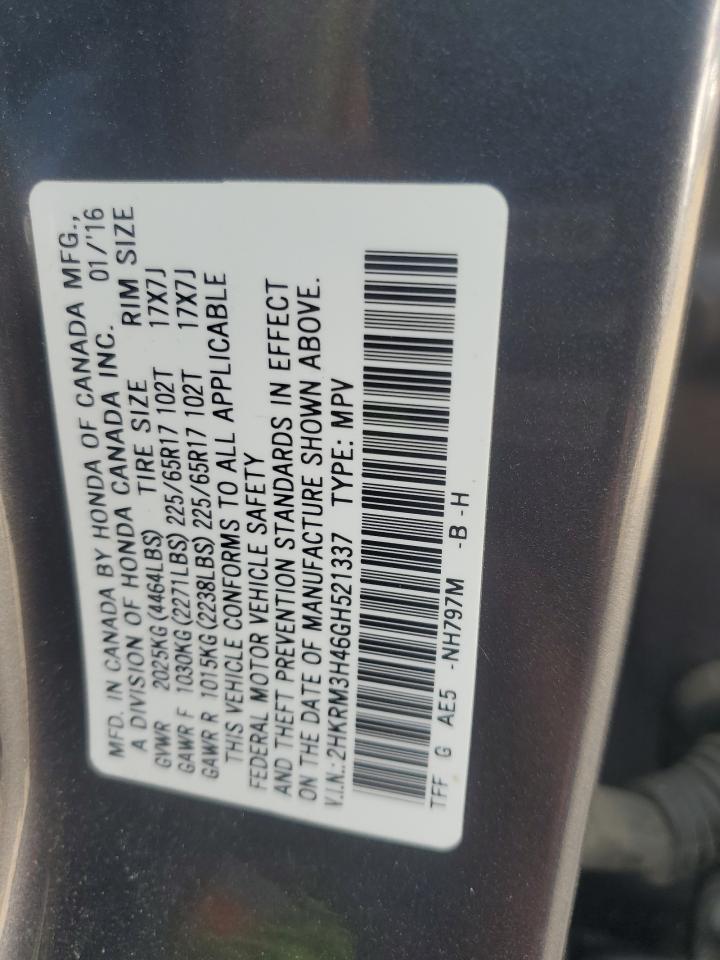 MFD. IN CANADA BY HONDA OF CANADA MFG.,
A DIVISION OF HONDA CANADA INC. 01/'16
GVWR 2025KG(4464LBS) TIRE SIZE RIM SIZE
GAWR F 1030KG(2271LBS) 225/65R17 102T 17X7J
GAWR R 1015KG(2238LBS) 225/65R17 102T 17X7J
THIS VEHICLE CONFORMS TO ALL APPLICABLE
FEDERAL MOTOR VEHICLE SAFETY
AND THEFT PREVENTION STANDARDS IN EFFECT
ON THE DATE OF MANUFACTURE SHOWN ABOVE.
V.I.N.: 2HKRM3H46GH521337 TYPE: MPV
TFF G AE5 -NH797M -B -H